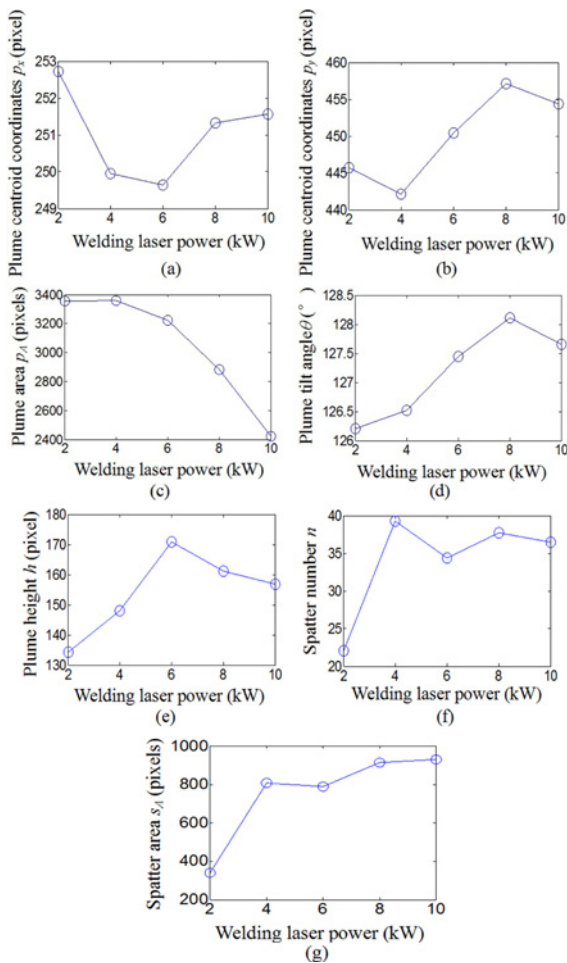 Plume centroid coordinates px (pixel)
253
252
251
250
249
2 4 6 8 10
Welding laser power (kW)
(a)
Plume centroid coordinates py (pixel)
460
455
450
445
440
2 4 6 8 10
Welding laser power (kW)
(b)
Plume area pA (pixels)
3400
3200
3000
2800
2600
2400
2 4 6 8 10
Welding laser power (kW)
(c)
Plume tilt angleθ(°)
128.5
128
127.5
127
126.5
126
2 4 6 8 10
Welding laser power (kW)
(d)
Plume height h (pixel)
180
170
160
150
140
130
2 4 6 8 10
Welding laser power (kW)
(e)
Spatter number n
40
35
30
25
20
2 4 6 8 10
Welding laser power (kW)
(f)
Spatter area sA (pixels)
1000
800
600
400
200
2 4 6 8 10
Welding laser power (kW)
(g)